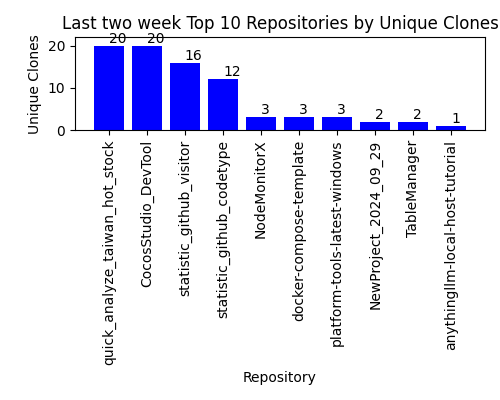 Last two week Top 10 Repositories by Unique Clones
Unique Clones
20
10
0
20
20
16
12
3
3
3
2
2
1
quick_analyze_taiwan_hot_stock
CocosStudio_DevTool
statistic_github_visitor
statistic_github_codetype
NodeMonitorX
docker-compose-template
platform-tools-latest-windows
NewProject_2024_09_29
TableManager
anythingllm-local-host-tutorial
Repository